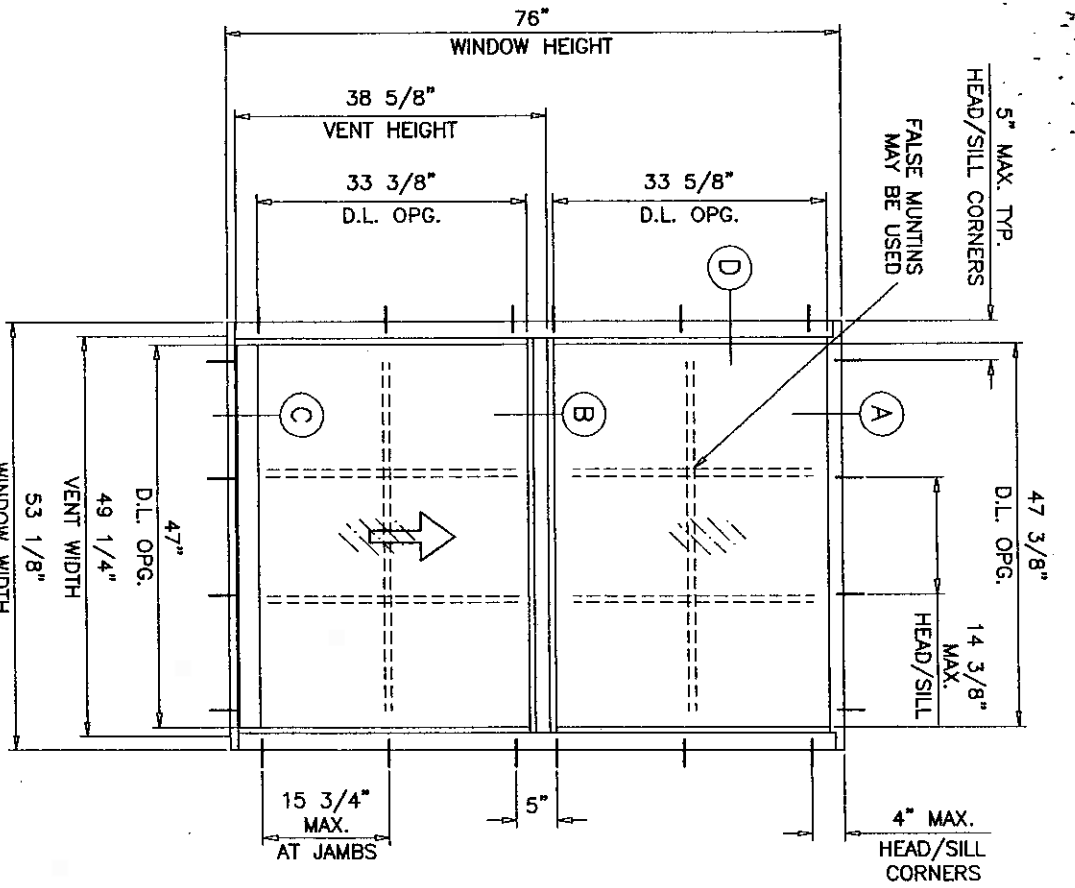 76"
WINDOW HEIGHT
38 5/8"
VENT HEIGHT
33 3/8"
D.L. OPG.
33 5/8"
D.L. OPG.
5" MAX. TYP.
HEAD/SILL CORNERS
FALSE MUNTINS
MAY BE USED
D
A
B
C
47 3/8"
D.L. OPG.
14 3/8"
MAX.
HEAD/SILL
47"
D.L. OPG.
49 1/4"
VENT WIDTH
53 1/8"
WINDOW WIDTH
15 3/4"
MAX.
AT JAMBS
5"
4" MAX.
HEAD/SILL
CORNERS